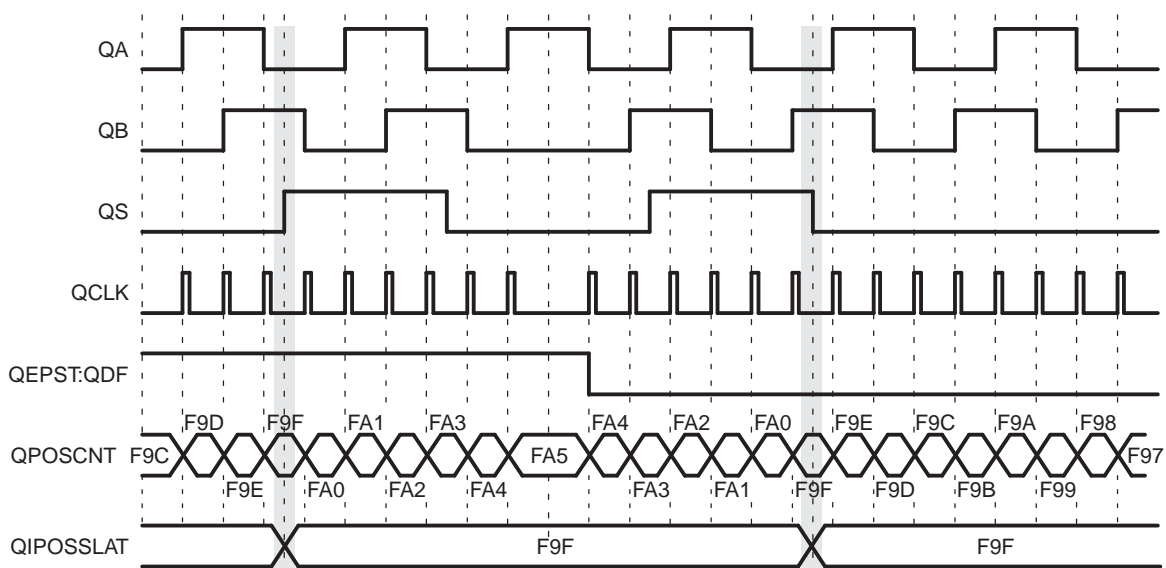 QA
QB
QS
QCLK
QEPST:QDF
F9D F9F FA1 FA3 FA4 FA2 FA0 F9E F9C F9A F98
QPOSCNT F9C FA5 F97
F9E FA0 FA2 FA4 FA3 FA1 F9F F9D F9B F99
QIPOSSLAT F9F F9F